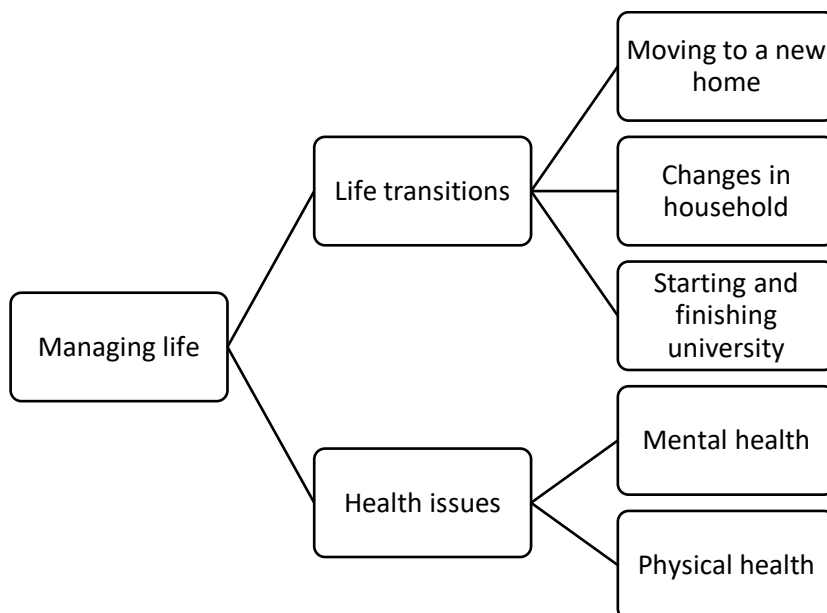 Moving to a new
home
Life transitions
Changes in
household
Starting and
finishing
university
Managing life
Mental health
Health issues
Physical health